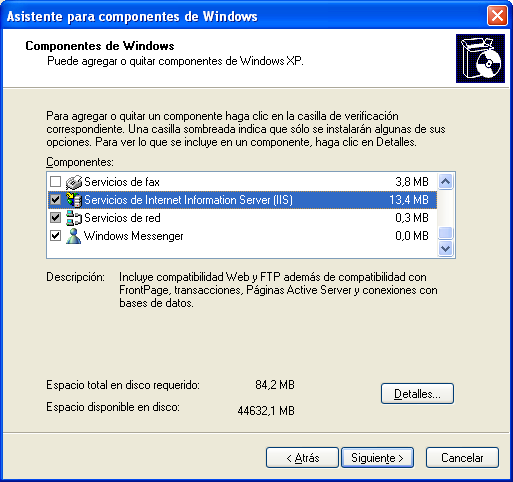 Asistente para componentes de Windows
Componentes de Windows
Puede agregar o quitar componentes de Windows XP.
Para agregar o quitar un componente haga clic en la casilla de verificación
correspondiente. Una casilla sombreada indica que sólo se instalarán algunas de sus
opciones. Para ver lo que se incluye en un componente, haga clic en Detalles.
Componentes:
Servicios de fax 3,8 MB
Servicios de Internet Information Server (IIS) 13,4 MB
Servicios de red 0,3 MB
Windows Messenger 0,0 MB
Descripción: Incluye compatibilidad Web y FTP además de compatibilidad con
FrontPage, transacciones, Páginas Active Server y conexiones con
bases de datos.
Espacio total en disco requerido: 84,2 MB
Espacio disponible en disco: 44632,1 MB
Detalles...
< Atrás Siguiente > Cancelar